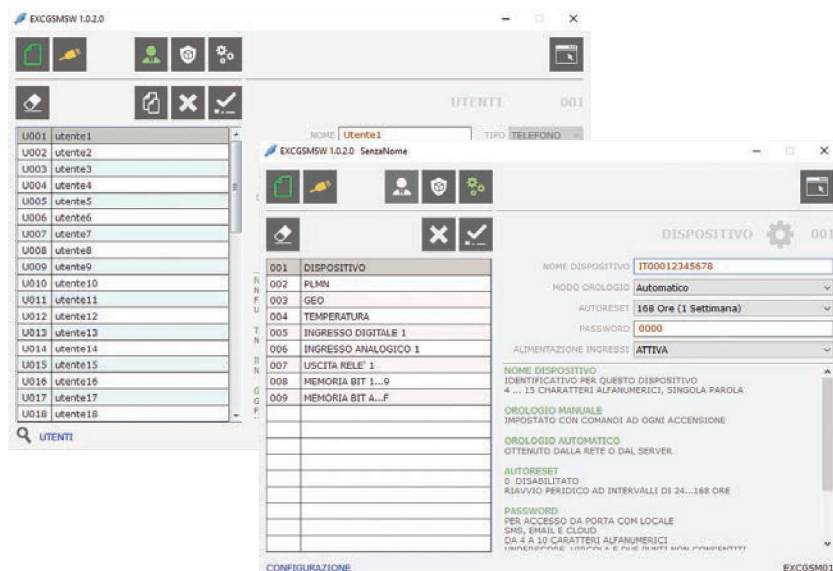 EXCGSMSW 1.0.2.0
UTENTI 001
NOME Utente1 TIPO TELEFONO
U001 utente1
U002 utente2
U003 utente3
U004 utente4
U005 utente5
U006 utente6
U007 utente7
U008 utente8
U009 utente9
U010 utente10
U011 utente11
U012 utente12
U013 utente13
U014 utente14
U015 utente15
U016 utente16
U017 utente17
U018 utente18
UTENTI
EXCGSMSW 1.0.2.0 SenzaNome
DISPOSITIVO 001
001 DISPOSITIVO
002 PLMN
003 GEO
004 TEMPERATURA
005 INGRESSO DIGITALE 1
006 INGRESSO ANALOGICO 1
007 USCITA RELE' 1
008 MEMORIA BIT 1...9
009 MEMORIA BIT A...F
NOME DISPOSITIVO IT00012345678
MODO OROLOGIO Automatico
AUTORESET 168 Ore (1 Settimana)
PASSWORD 0000
ALIMENTAZIONE INGRESSI ATTIVA
NOME DISPOSITIVO
IDENTIFICATIVO PER QUESTO DISPOSITIVO
4 ... 15 CHARATTERI ALFANUMERICI, SINGOLA PAROLA
OROLOGIO MANUALE
IMPOSTATO CON COMANDI AD OGNI ACCENSIONE
OROLOGIO AUTOMATICO
OTTENUTO DALLA RETE O DAL SERVER
AUTORESET
0 DISABILITATO
RIAVVIO PERIDICO AD INTERVALLI DI 24...168 ORE
PASSWORD
PER ACCESSO DA PORTA COM LOCALE
SMS, EMAIL E CLOUD
DA 4 A 10 CARATTERI ALFANUMERICI
UNDERSCORE, VIRGOLA E DUE PUNTI NON CONSENTITI
CONFIGURAZIONE
EXCGSM01